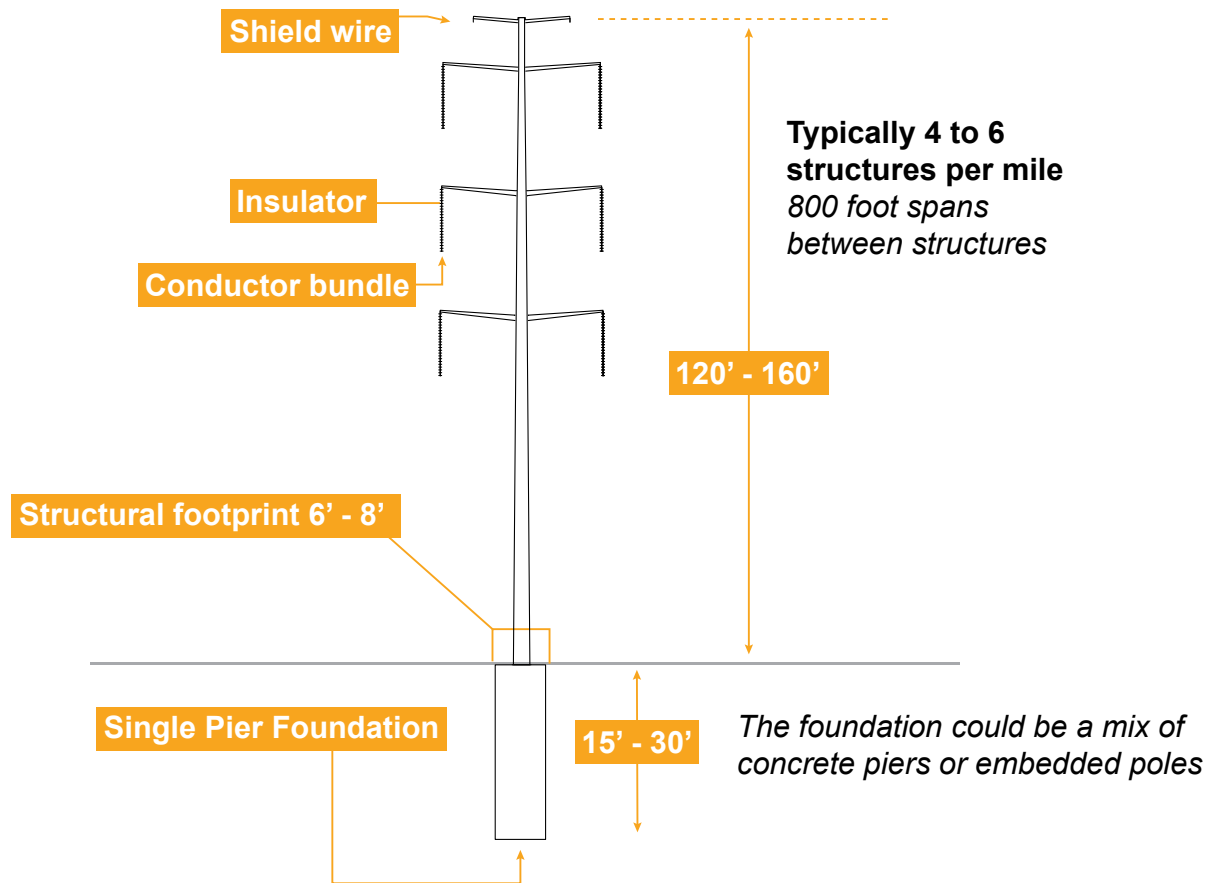 Shield wire
Typically 4 to 6
structures per mile
800 foot spans
between structures
Insulator
Conductor bundle
120’ - 160’
Structural footprint 6’ - 8’
Single Pier Foundation
15’ - 30’
The foundation could be a mix of
concrete piers or embedded poles